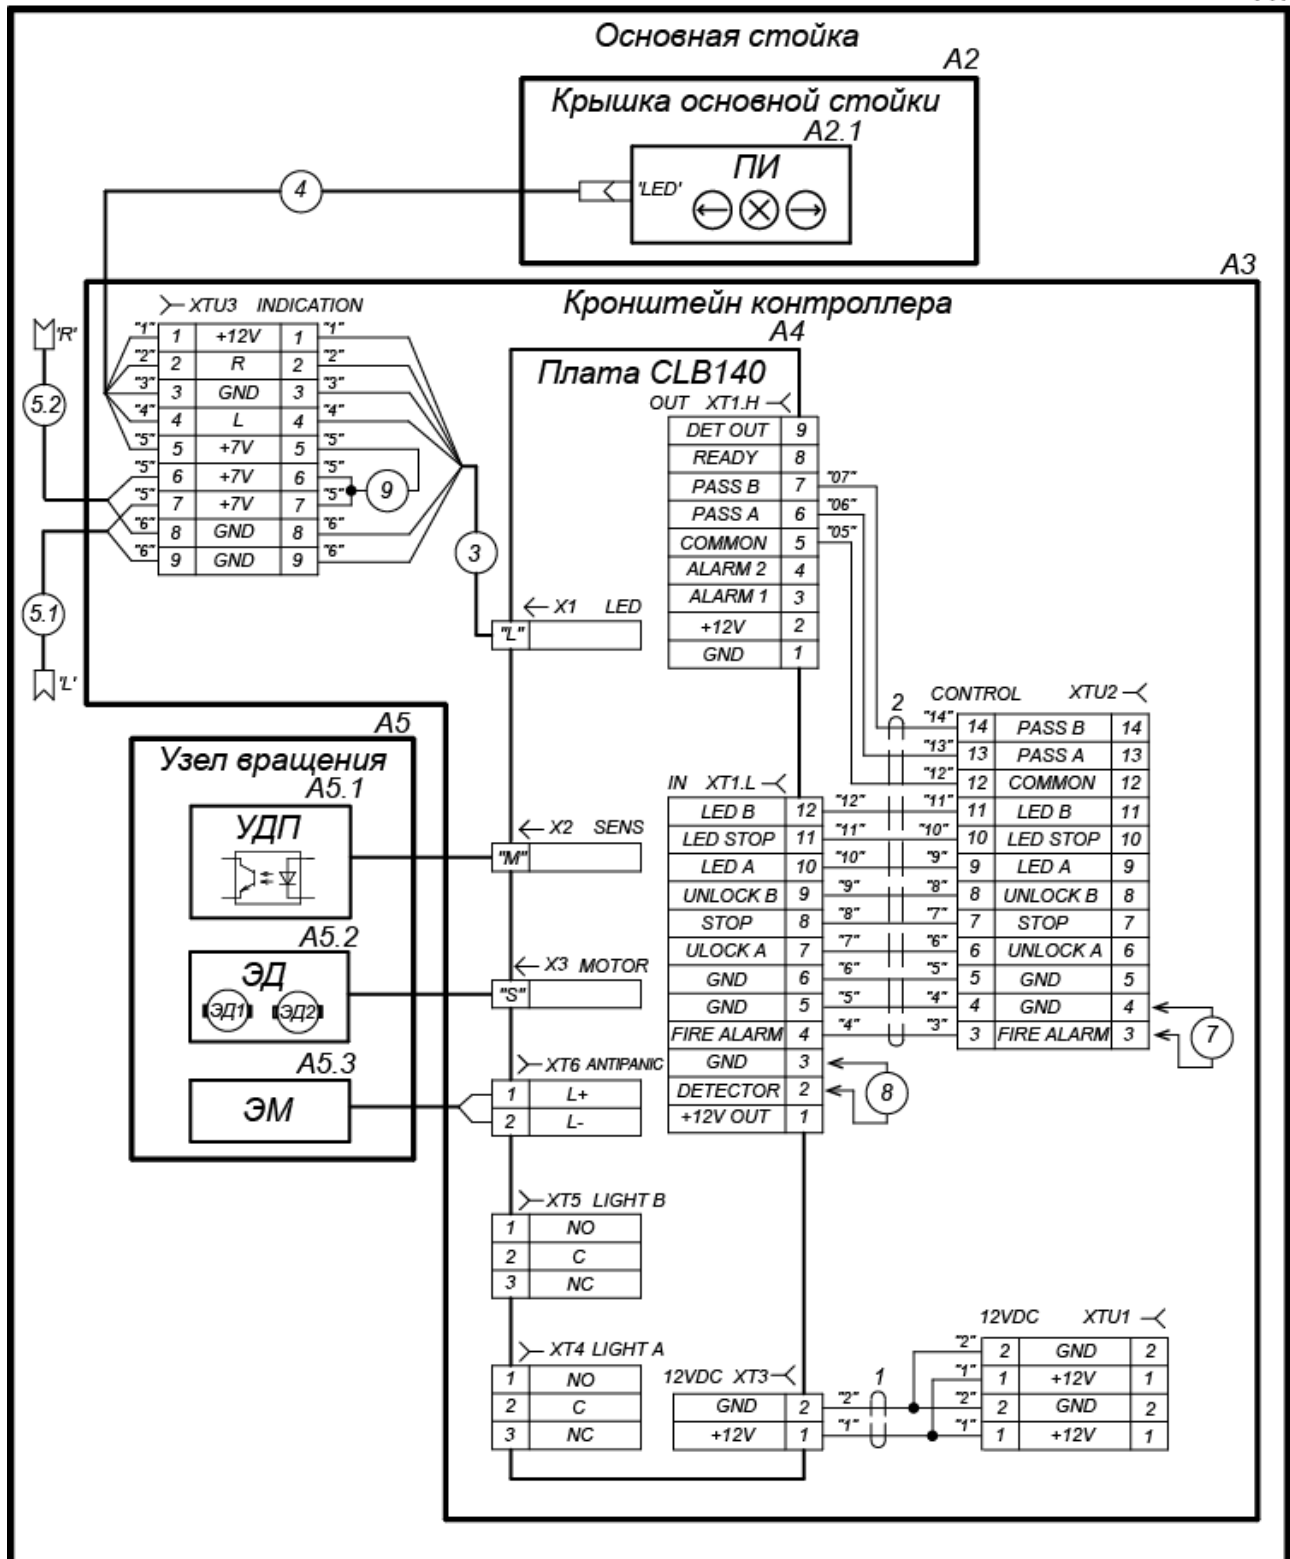 Основная стойка
A2
Крышка основной стойки
A2.1
ПИ
'LED'
4
A3
Кронштейн контроллера
XTU3 INDICATION
"1" 1 +12V 1 "1"
"2" 2 R 2 "2"
"3" 3 GND 3 "3"
"4" 4 L 4 "4"
"5" 5 +7V 5 "5"
"5" 6 +7V 6 "5"
"5" 7 +7V 7 "5"
"6" 8 GND 8 "6"
"6" 9 GND 9 "6"
'R'
5.2
5.1
'L'
9
3
A4
Плата CLB140
OUT XT1.H
DET OUT 9
READY 8
PASS B 7 "07"
PASS A 6 "06"
COMMON 5 "05"
ALARM 2 4
ALARM 1 3
+12V 2
GND 1
X1 LED
"L"
2
CONTROL XTU2
"14" 14 PASS B 14
"13" 13 PASS A 13
"12" 12 COMMON 12
"11" 11 LED B 11
"10" 10 LED STOP 10
"9" 9 LED A 9
"8" 8 UNLOCK B 8
"7" 7 STOP 7
"6" 6 UNLOCK A 6
"5" 5 GND 5
"4" 4 GND 4
"3" 3 FIRE ALARM 3
7
IN XT1.L
LED B 12 "12"
LED STOP 11 "11"
LED A 10 "10"
UNLOCK B 9 "9"
STOP 8 "8"
ULOCK A 7 "7"
GND 6 "6"
GND 5 "5"
FIRE ALARM 4 "4"
GND 3
DETECTOR 2
+12V OUT 1
8
A5
Узел вращения
A5.1
УДП
X2 SENS
"M"
A5.2
ЭД
ЭД1 ЭД2
X3 MOTOR
"S"
A5.3
ЭМ
XT6 ANTIPANIC
1 L+
2 L-
XT5 LIGHT B
1 NO
2 C
3 NC
XT4 LIGHT A
1 NO
2 C
3 NC
12VDC XT3
GND 2 "2"
+12V 1 "1"
1
12VDC XTU1
"2" 2 GND 2
"1" 1 +12V 1
"2" 2 GND 2
"1" 1 +12V 1